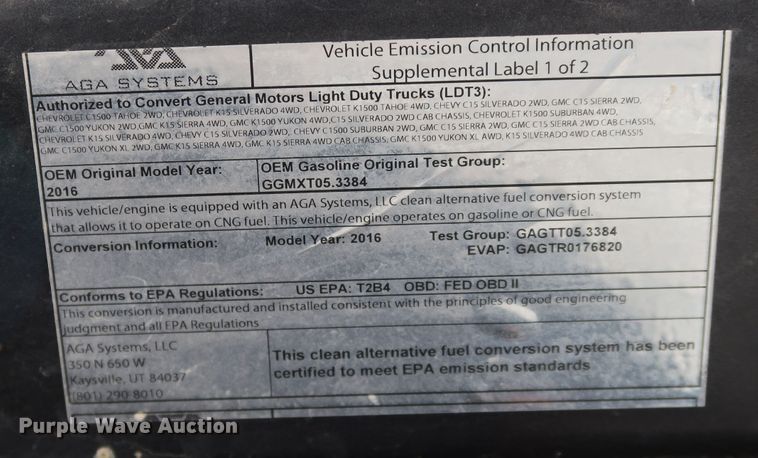 AGA SYSTEMS
Vehicle Emission Control Information
Supplemental Label 1 of 2
Authorized to Convert General Motors Light Duty Trucks (LDT3):
CHEVROLET C1500 TAHOE 2WD, CHEVROLET K15 SILVERADO 4WD, CHEVROLET K1500 TAHOE 4WD, CHEVY C15 SILVERADO 2WD, GMC C15 SIERRA 2WD,
GMC C1500 YUKON 2WD, GMC K15 SIERRA 4WD, GMC K1500 YUKON 4WD, C15 SILVERADO 2WD CAB CHASSIS, CHEVROLET K1500 SUBURBAN 4WD,
CHEVROLET K15 SILVERADO 4WD, CHEVY C15 SILVERADO 2WD, CHEVY C1500 SUBURBAN 2WD, GMC C15 SIERRA 2WD, GMC C15 SIERRA 2WD CAB CHASSIS,
GMC C1500 YUKON XL 2WD, GMC K15 SIERRA 4WD, GMC K15 SIERRA 4WD CAB CHASSIS, GMC K1500 YUKON XL AWD, K15 SILVERADO 4WD CAB CHASSIS
OEM Original Model Year:
2016
OEM Gasoline Original Test Group:
GGMXT05.3384
This vehicle/engine is equipped with an AGA Systems, LLC clean alternative fuel conversion system
that allows it to operate on CNG fuel. This vehicle/engine operates on gasoline or CNG fuel.
Conversion Information: Model Year: 2016 Test Group: GAGTT05.3384
EVAP: GAGTR0176820
Conforms to EPA Regulations: US EPA: T2B4 OBD: FED OBD II
This conversion is manufactured and installed consistent with the principles of good engineering
judgment and all EPA Regulations
AGA Systems, LLC
350 N 650 W
Kaysville, UT 84037
(801) 290-8010
This clean alternative fuel conversion system has been
certified to meet EPA emission standards
Purple Wave Auction